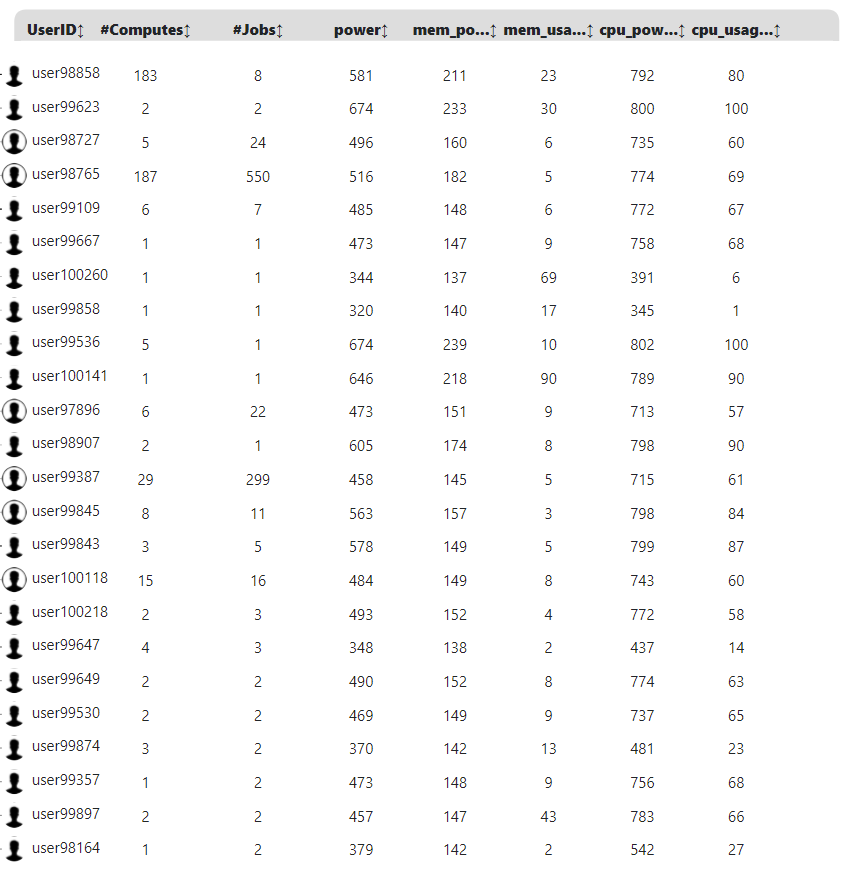 UserID↕ #Computes↕ #Jobs↕ power↕ mem_po...↕ mem_usa...↕ cpu_pow...↕ cpu_usag...↕
user98858 183 8 581 211 23 792 80
user99623 2 2 674 233 30 800 100
user98727 5 24 496 160 6 735 60
user98765 187 550 516 182 5 774 69
user99109 6 7 485 148 6 772 67
user99667 1 1 473 147 9 758 68
user100260 1 1 344 137 69 391 6
user99858 1 1 320 140 17 345 1
user99536 5 1 674 239 10 802 100
user100141 1 1 646 218 90 789 90
user97896 6 22 473 151 9 713 57
user98907 2 1 605 174 8 798 90
user99387 29 299 458 145 5 715 61
user99845 8 11 563 157 3 798 84
user99843 3 5 578 149 5 799 87
user100118 15 16 484 149 8 743 60
user100218 2 3 493 152 4 772 58
user99647 4 3 348 138 2 437 14
user99649 2 2 490 152 8 774 63
user99530 2 2 469 149 9 737 65
user99874 3 2 370 142 13 481 23
user99357 1 2 473 148 9 756 68
user99897 2 2 457 147 43 783 66
user98164 1 2 379 142 2 542 27